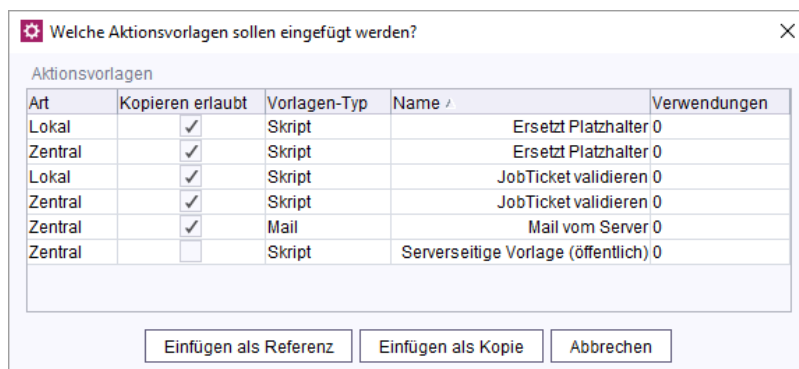 Welche Aktionsvorlagen sollen eingefügt werden?
Aktionsvorlagen
Art Kopieren erlaubt Vorlagen-Typ Name Verwendungen
Lokal Skript Ersetzt Platzhalter 0
Zentral Skript Ersetzt Platzhalter 0
Lokal Skript JobTicket validieren 0
Zentral Skript JobTicket validieren 0
Zentral Mail Mail vom Server 0
Zentral Skript Serverseitige Vorlage (öffentlich) 0
Einfügen als Referenz Einfügen als Kopie Abbrechen